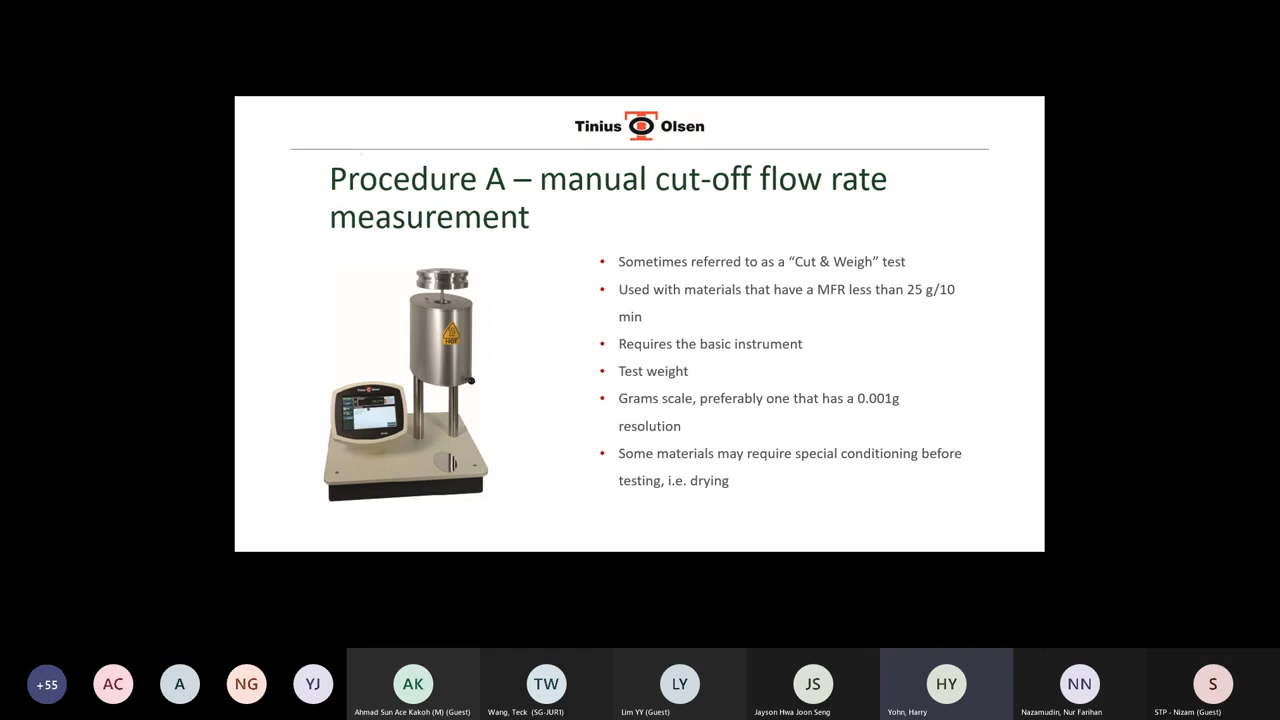 Tinius Olsen
Procedure A – manual cut-off flow rate
measurement
• Sometimes referred to as a “Cut & Weigh” test
• Used with materials that have a MFR less than 25 g/10
min
• Requires the basic instrument
• Test weight
• Grams scale, preferably one that has a 0.001g
resolution
• Some materials may require special conditioning before
testing, i.e. drying
HOT
Tinius Olsen
+55
AC
A
NG
YJ
AK
TW
LY
JS
HY
NN
S
Ahmad Sun Ace Kakoh (M) (Guest)
Wang, Teck (SG-JUR1)
Lim YY (Guest)
Jayson Hwa Joon Seng
Yohn, Harry
Nazamudin, Nur Farihan
STP - Nizam (Guest)